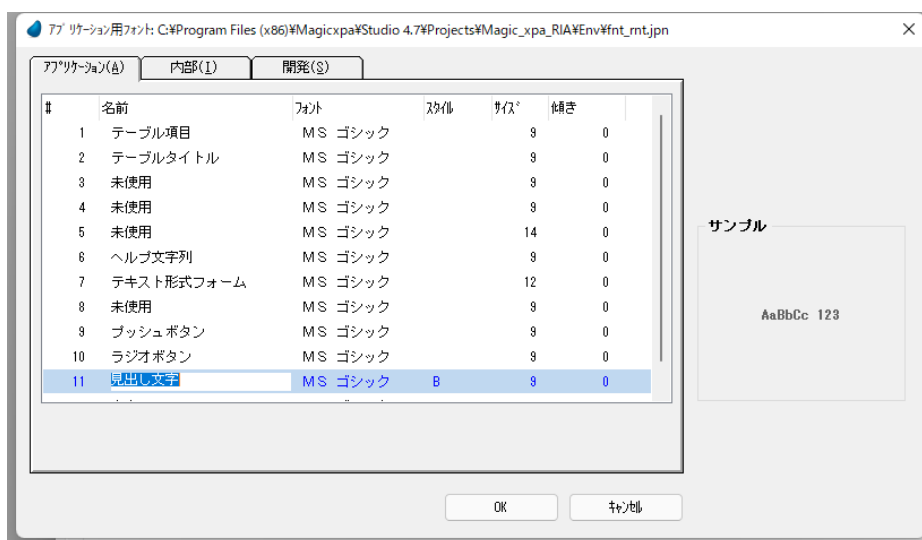 ｱﾌﾟﾘｹｰｼｮﾝ用ﾌｫﾝﾄ: C:¥Program Files (x86)¥Magicxpa¥Studio 4.7¥Projects¥Magic_xpa_RIA¥Env¥fnt_rnt.jpn
ｱﾌﾟﾘｹｰｼｮﾝ(A) 内部(I) 開発(S)
# 名前 ﾌｫﾝﾄ ｽﾀｲﾙ ｻｲｽﾞ 傾き
1 テーブル項目 ＭＳ ゴシック 9 0
2 テーブルタイトル ＭＳ ゴシック 9 0
3 未使用 ＭＳ ゴシック 9 0
4 未使用 ＭＳ ゴシック 9 0
5 未使用 ＭＳ ゴシック 14 0
6 ヘルプ文字列 ＭＳ ゴシック 9 0
7 テキスト形式フォーム ＭＳ ゴシック 12 0
8 未使用 ＭＳ ゴシック 9 0
9 プッシュボタン ＭＳ ゴシック 9 0
10 ラジオボタン ＭＳ ゴシック 9 0
11 見出し文字 ＭＳ ゴシック B 9 0
サンプル
AaBbCc 123
OK ｷｬﾝｾﾙ